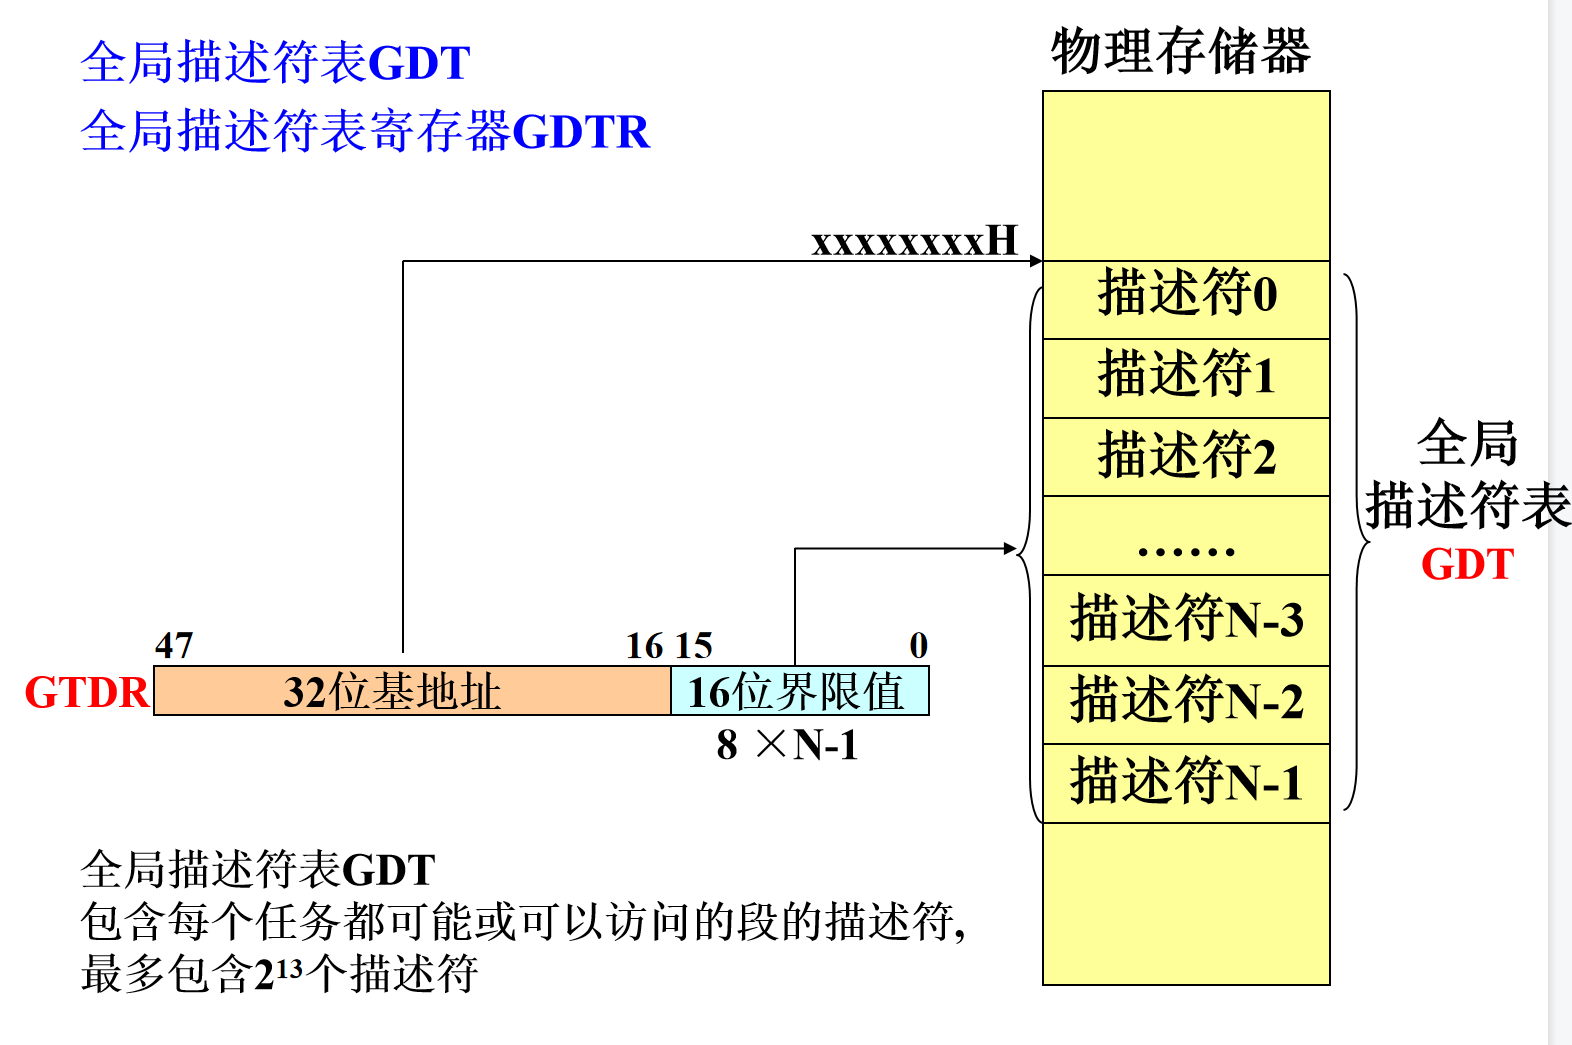 全局描述符表GDT
全局描述符表寄存器GDTR
物理存储器
xxxxxxxxH
描述符0
描述符1
描述符2
……
描述符N-3
描述符N-2
描述符N-1
全局
描述符表
GDT
47
16
15
0
GTDR
32位基地址
16位界限值
8 ×N-1
全局描述符表GDT
包含每个任务都可能或可以访问的段的描述符,
最多包含2¹³个描述符